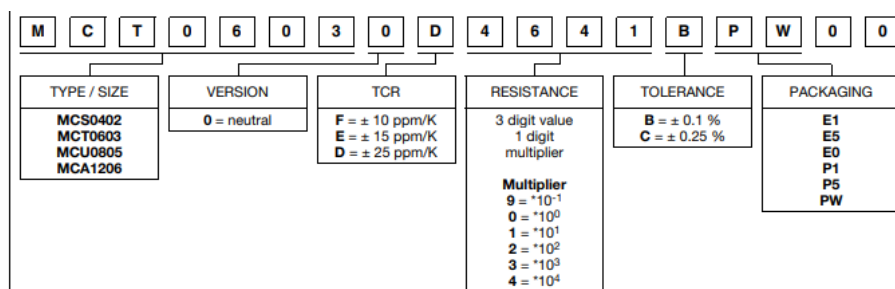 M C T 0 6 0 3 0 D 4 6 4 1 B P W 0 0
TYPE / SIZE
MCS0402
MCT0603
MCU0805
MCA1206
VERSION
0 = neutral
TCR
F = ± 10 ppm/K
E = ± 15 ppm/K
D = ± 25 ppm/K
RESISTANCE
3 digit value
1 digit
multiplier
Multiplier
9 = *10⁻¹
0 = *10⁰
1 = *10¹
2 = *10²
3 = *10³
4 = *10⁴
TOLERANCE
B = ± 0.1 %
C = ± 0.25 %
PACKAGING
E1
E5
E0
P1
P5
PW